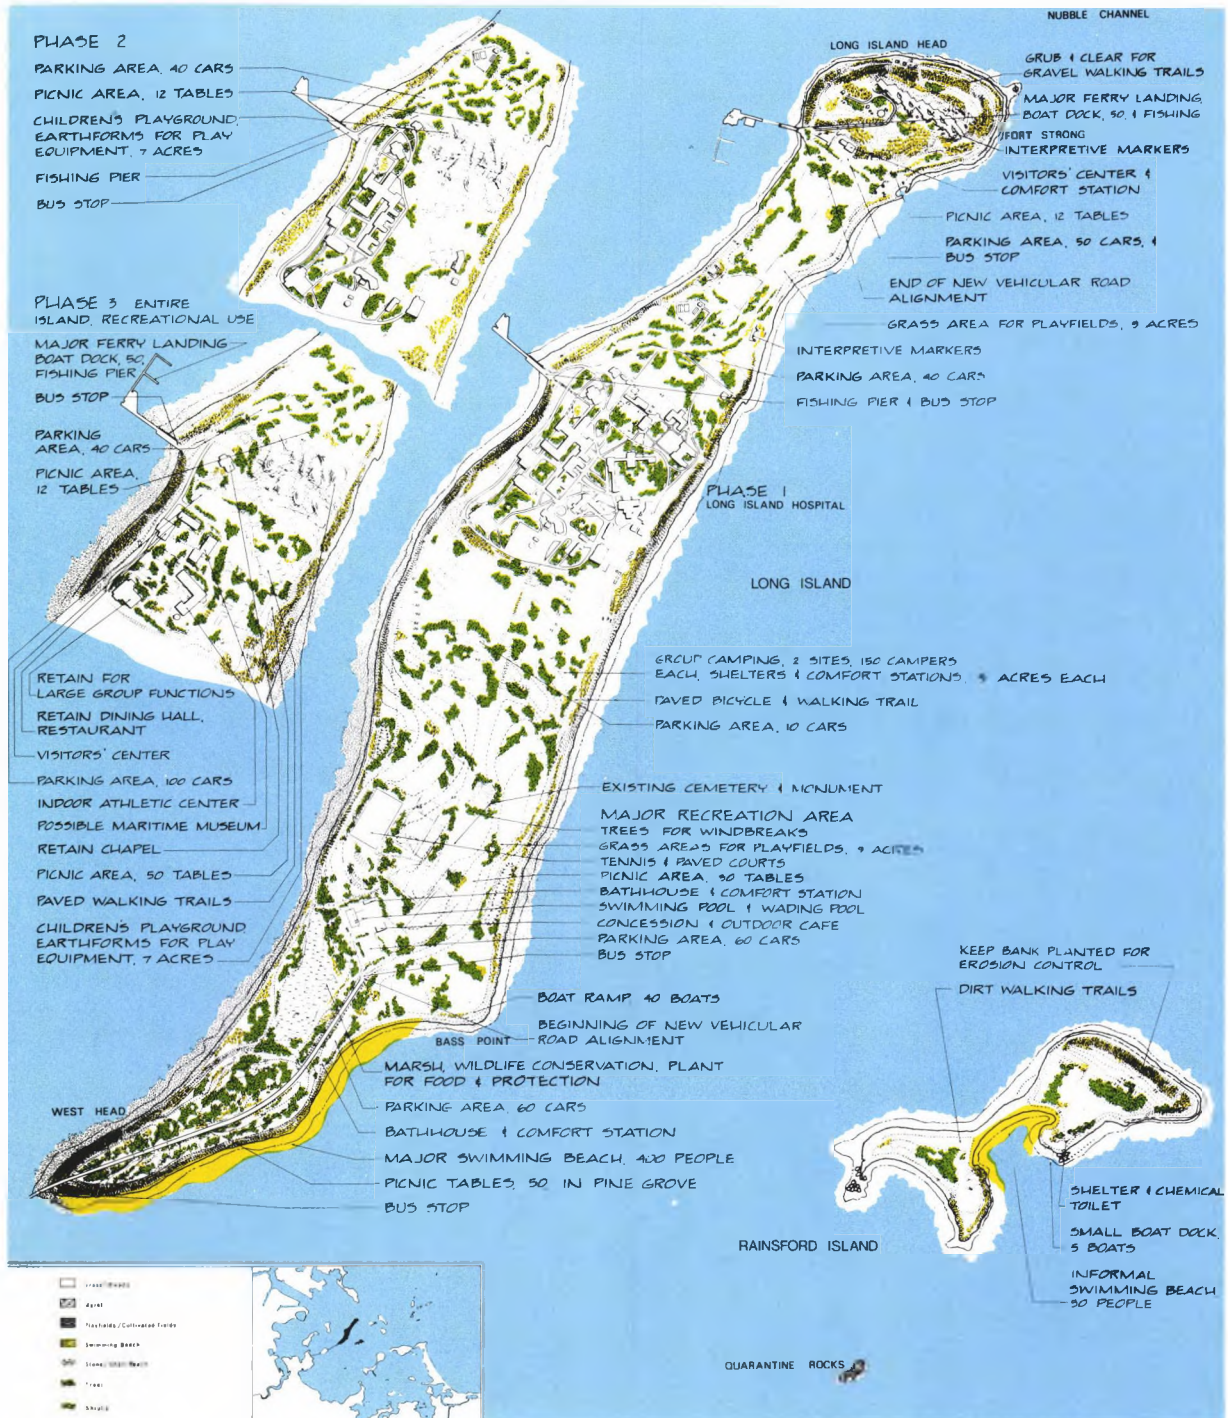 NUBBLE CHANNEL
LONG ISLAND HEAD
GRUB & CLEAR FOR
GRAVEL WALKING TRAILS
MAJOR FERRY LANDING,
BOAT DOCK, 50, & FISHING
FORT STRONG
INTERPRETIVE MARKERS
VISITORS' CENTER &
COMFORT STATION
PICNIC AREA, 12 TABLES
PARKING AREA, 50 CARS, &
BUS STOP
END OF NEW VEHICULAR ROAD
ALIGNMENT
GRASS AREA FOR PLAYFIELDS, 9 ACRES
INTERPRETIVE MARKERS
PARKING AREA, 40 CARS
FISHING PIER & BUS STOP
PHASE 2
PARKING AREA, 40 CARS
PICNIC AREA, 12 TABLES
CHILDREN'S PLAYGROUND,
EARTHFORMS FOR PLAY
EQUIPMENT, 7 ACRES
FISHING PIER
BUS STOP
PHASE 3 ENTIRE
ISLAND, RECREATIONAL USE
MAJOR FERRY LANDING
BOAT DOCK, 50,
FISHING PIER
BUS STOP
PARKING
AREA, 40 CARS
PICNIC AREA,
12 TABLES
RETAIN FOR
LARGE GROUP FUNCTIONS
RETAIN DINING HALL,
RESTAURANT
VISITORS' CENTER
PARKING AREA, 100 CARS
INDOOR ATHLETIC CENTER
POSSIBLE MARITIME MUSEUM
RETAIN CHAPEL
PICNIC AREA, 50 TABLES
PAVED WALKING TRAILS
CHILDREN'S PLAYGROUND
EARTHFORMS FOR PLAY
EQUIPMENT, 7 ACRES
PHASE 1
LONG ISLAND HOSPITAL
LONG ISLAND
GROUP CAMPING, 2 SITES, 150 CAMPERS
EACH, SHELTERS & COMFORT STATIONS, ACRES EACH
PAVED BICYCLE & WALKING TRAIL
PARKING AREA, 10 CARS
EXISTING CEMETERY & MONUMENT
MAJOR RECREATION AREA
TREES FOR WINDBREAKS
GRASS AREAS FOR PLAYFIELDS, 9 ACRES
TENNIS & PAVED COURTS
PICNIC AREA, 50 TABLES
BATHHOUSE & COMFORT STATION
SWIMMING POOL & WADING POOL
CONCESSION & OUTDOOR CAFE
PARKING AREA, 60 CARS
BUS STOP
BOAT RAMP, 40 BOATS
BEGINNING OF NEW VEHICULAR
ROAD ALIGNMENT
BASS POINT
MARSH, WILDLIFE CONSERVATION, PLANT
FOR FOOD & PROTECTION
PARKING AREA, 60 CARS
BATHHOUSE & COMFORT STATION
MAJOR SWIMMING BEACH, 400 PEOPLE
PICNIC TABLES, 50, IN PINE GROVE
BUS STOP
WEST HEAD
KEEP BANK PLANTED FOR
EROSION CONTROL
DIRT WALKING TRAILS
SHELTER & CHEMICAL
TOILET
SMALL BOAT DOCK,
5 BOATS
INFORMAL
SWIMMING BEACH
50 PEOPLE
RAINSFORD ISLAND
QUARANTINE ROCKS
Playfields/Cultivated Fields
Swimming Beach
Trees
Shrubs